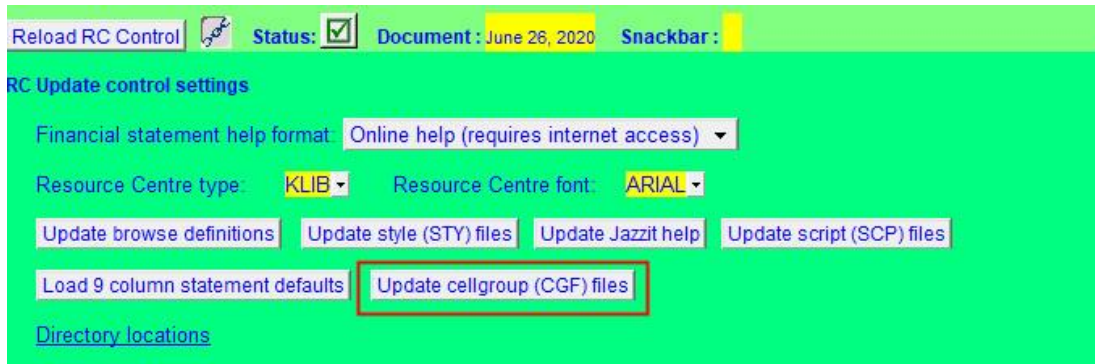 Reload RC Control Status: Document : June 26, 2020 Snackbar :
RC Update control settings
Financial statement help format: Online help (requires internet access)
Resource Centre type: KLIB Resource Centre font: ARIAL
Update browse definitions Update style (STY) files Update Jazzit help Update script (SCP) files
Load 9 column statement defaults Update cellgroup (CGF) files
Directory locations